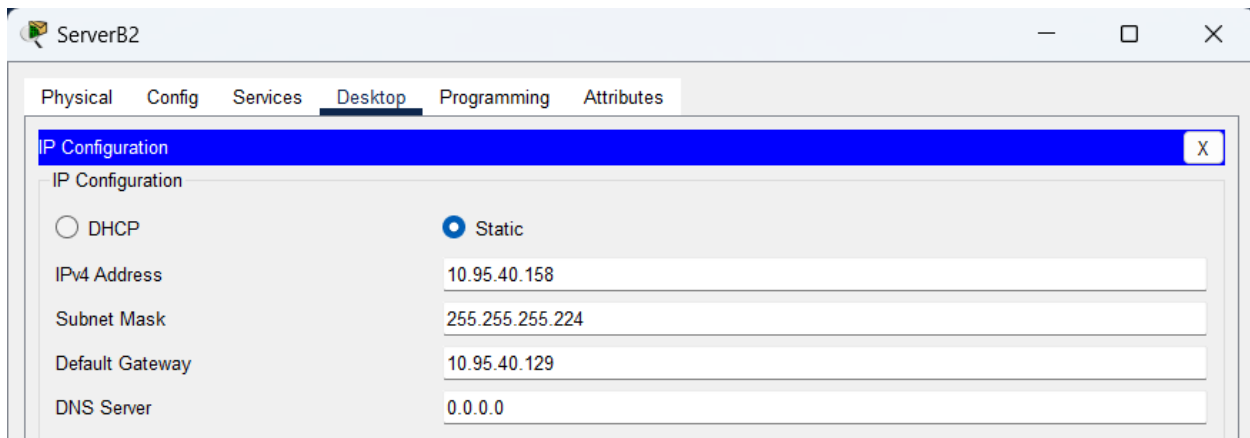 ServerB2
Physical Config Services Desktop Programming Attributes
IP Configuration X
IP Configuration
DHCP Static
IPv4 Address 10.95.40.158
Subnet Mask 255.255.255.224
Default Gateway 10.95.40.129
DNS Server 0.0.0.0